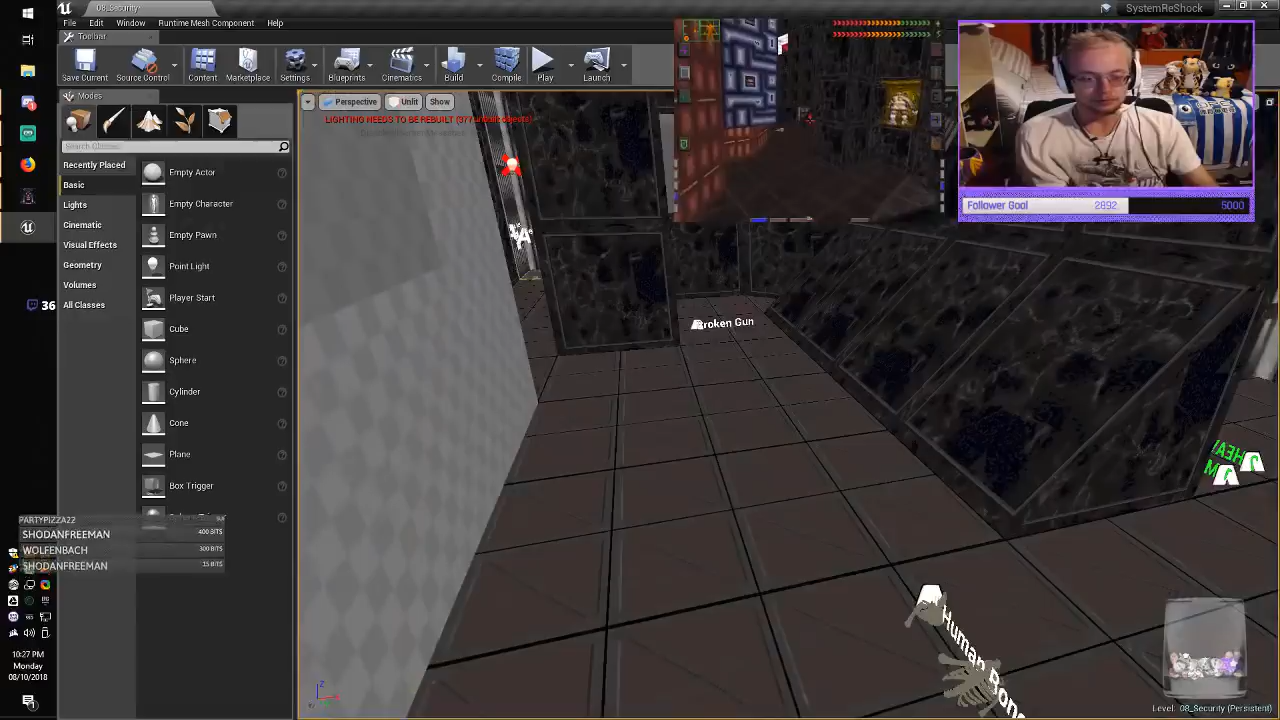 08_Security*
SystemReShock
File Edit Window Runtime Mesh Component Help
Toolbar
Save Current Source Control Content Marketplace Settings Blueprints Cinematics Build Compile Play Launch
Modes
Perspective Unlit Show
Search Classes
LIGHTING NEEDS TO BE REBUILT
Recently Placed
Basic
Lights
Cinematic
Visual Effects
Geometry
Volumes
All Classes
Empty Actor
Empty Character
Empty Pawn
Point Light
Player Start
Cube
Sphere
Cylinder
Cone
Plane
Box Trigger
Follower Goal 2892 5000
36
Broken Gun
Human Bon
PARTYPIZZA22
SHODANFREEMAN 400 BITS
WOLFENBACH 300 BITS
SHODANFREEMAN 15 BITS
10:27 PM
Monday
08/10/2018
Z
Level: 08_Security (Persistent)